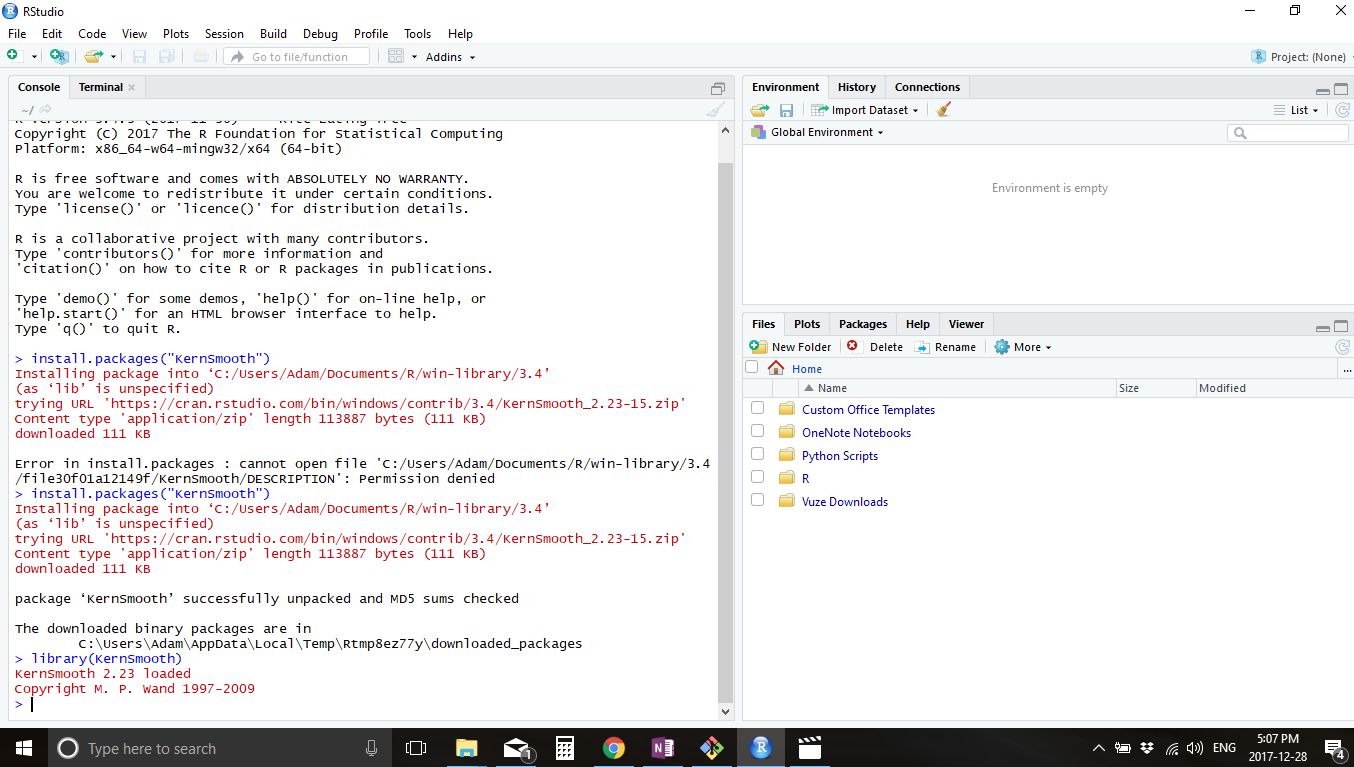 RStudio
File Edit Code View Plots Session Build Debug Profile Tools Help
Go to file/function
Addins
Project: (None)
Console Terminal
~/
Copyright (C) 2017 The R Foundation for Statistical Computing
Platform: x86_64-w64-mingw32/x64 (64-bit)
R is free software and comes with ABSOLUTELY NO WARRANTY.
You are welcome to redistribute it under certain conditions.
Type 'license()' or 'licence()' for distribution details.
R is a collaborative project with many contributors.
Type 'contributors()' for more information and
'citation()' on how to cite R or R packages in publications.
Type 'demo()' for some demos, 'help()' for on-line help, or
'help.start()' for an HTML browser interface to help.
Type 'q()' to quit R.
> install.packages("KernSmooth")
Installing package into ‘C:/Users/Adam/Documents/R/win-library/3.4’
(as ‘lib’ is unspecified)
trying URL 'https://cran.rstudio.com/bin/windows/contrib/3.4/KernSmooth_2.23-15.zip'
Content type 'application/zip' length 113887 bytes (111 KB)
downloaded 111 KB
Error in install.packages : cannot open file 'C:/Users/Adam/Documents/R/win-library/3.4
/file30f01a12149f/KernSmooth/DESCRIPTION': Permission denied
> install.packages("KernSmooth")
Installing package into ‘C:/Users/Adam/Documents/R/win-library/3.4’
(as ‘lib’ is unspecified)
trying URL 'https://cran.rstudio.com/bin/windows/contrib/3.4/KernSmooth_2.23-15.zip'
Content type 'application/zip' length 113887 bytes (111 KB)
downloaded 111 KB
package ‘KernSmooth’ successfully unpacked and MD5 sums checked
The downloaded binary packages are in
C:\Users\Adam\AppData\Local\Temp\Rtmp8ez77y\downloaded_packages
> library(KernSmooth)
KernSmooth 2.23 loaded
Copyright M. P. Wand 1997-2009
>
Environment History Connections
Import Dataset
List
Global Environment
Environment is empty
Files Plots Packages Help Viewer
New Folder Delete Rename More
Home
...
Name Size Modified
Custom Office Templates
OneNote Notebooks
Python Scripts
R
Vuze Downloads
Type here to search
1
ENG
5:07 PM
2017-12-28
4